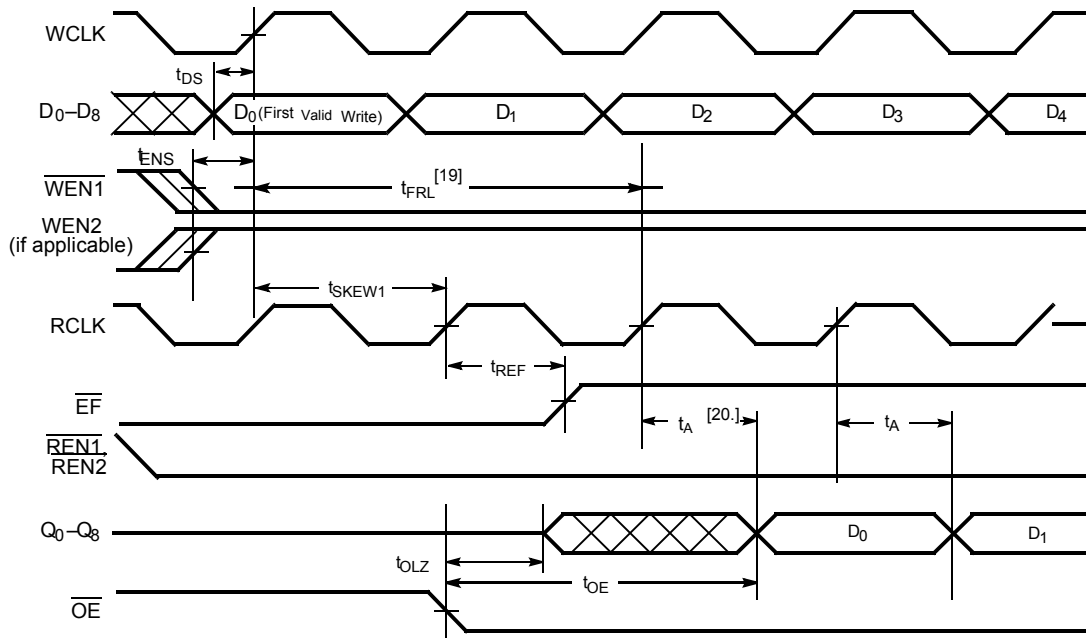 WCLK
tDS
D0–D8
D0 (First Valid Write)
D1
D2
D3
D4
tENS
WEN1
tFRL[19]
WEN2
(if applicable)
tSKEW1
RCLK
tREF
EF
tA [20.]
tA
REN1,
REN2
Q0–Q8
D0
D1
tOLZ
tOE
OE